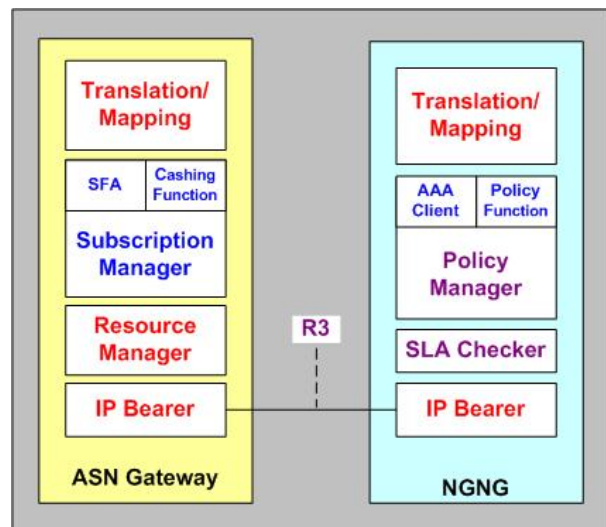 Translation/
Mapping
SFA
Cashing
Function
Subscription
Manager
Resource
Manager
IP Bearer
ASN Gateway
R3
Translation/
Mapping
AAA
Client
Policy
Function
Policy
Manager
SLA Checker
IP Bearer
NGNG